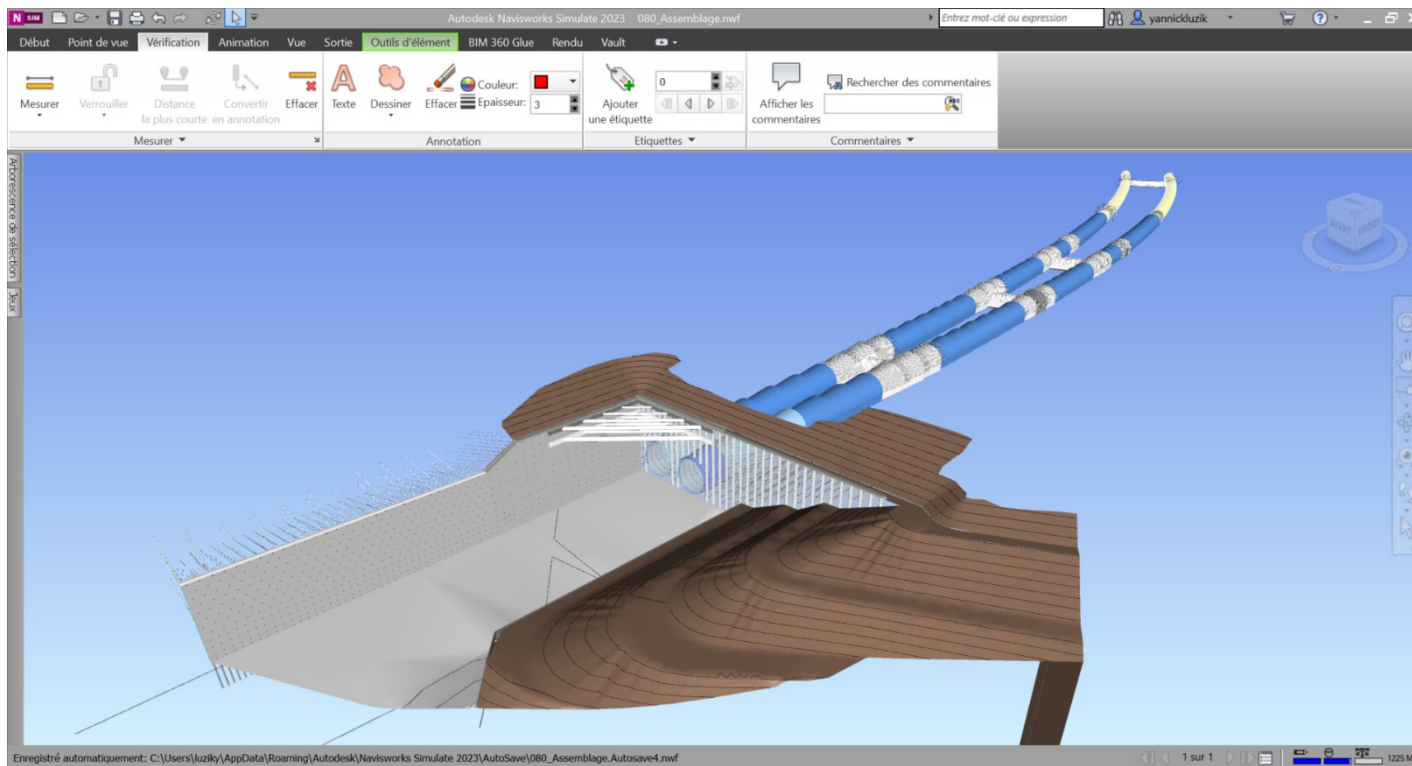 N SIM
Autodesk Navisworks Simulate 2023 080_Assemblage.nwf
Entrez mot-clé ou expression
yannickluzik
Début Point de vue Vérification Animation Vue Sortie Outils d'élément BIM 360 Glue Rendu Vault
Mesurer
Verrouiller
Distance
la plus courte
Convertir
en annotation
Effacer
Texte
Dessiner
Effacer
Couleur:
Epaisseur: 3
Ajouter
une étiquette
0
Afficher les
commentaires
Rechercher des commentaires
Mesurer
Annotation
Etiquettes
Commentaires
Arborescence de sélection
Jeux
AVANT
DROITE
Enregistré automatiquement: C:\Users\luziky\AppData\Roaming\Autodesk\Navisworks Simulate 2023\AutoSave\080_Assemblage.Autosave4.nwf
1 sur 1
1225 M